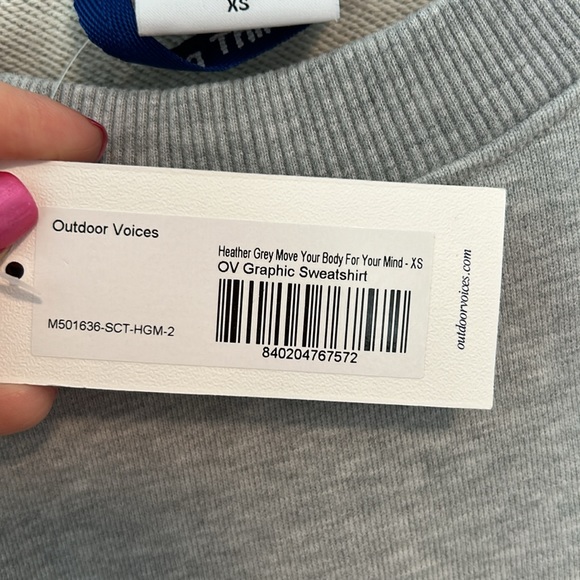 XS
Outdoor Voices
Heather Grey Move Your Body For Your Mind - XS
OV Graphic Sweatshirt
M501636-SCT-HGM-2
840204767572
outdoorvoices.com